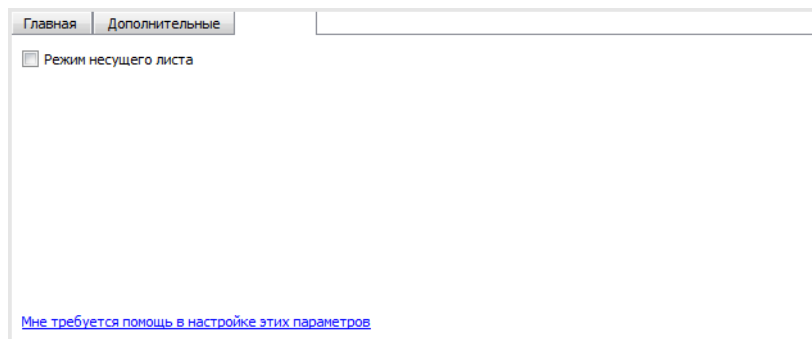 Главная Дополнительные
Режим несущего листа
Мне требуется помощь в настройке этих параметров